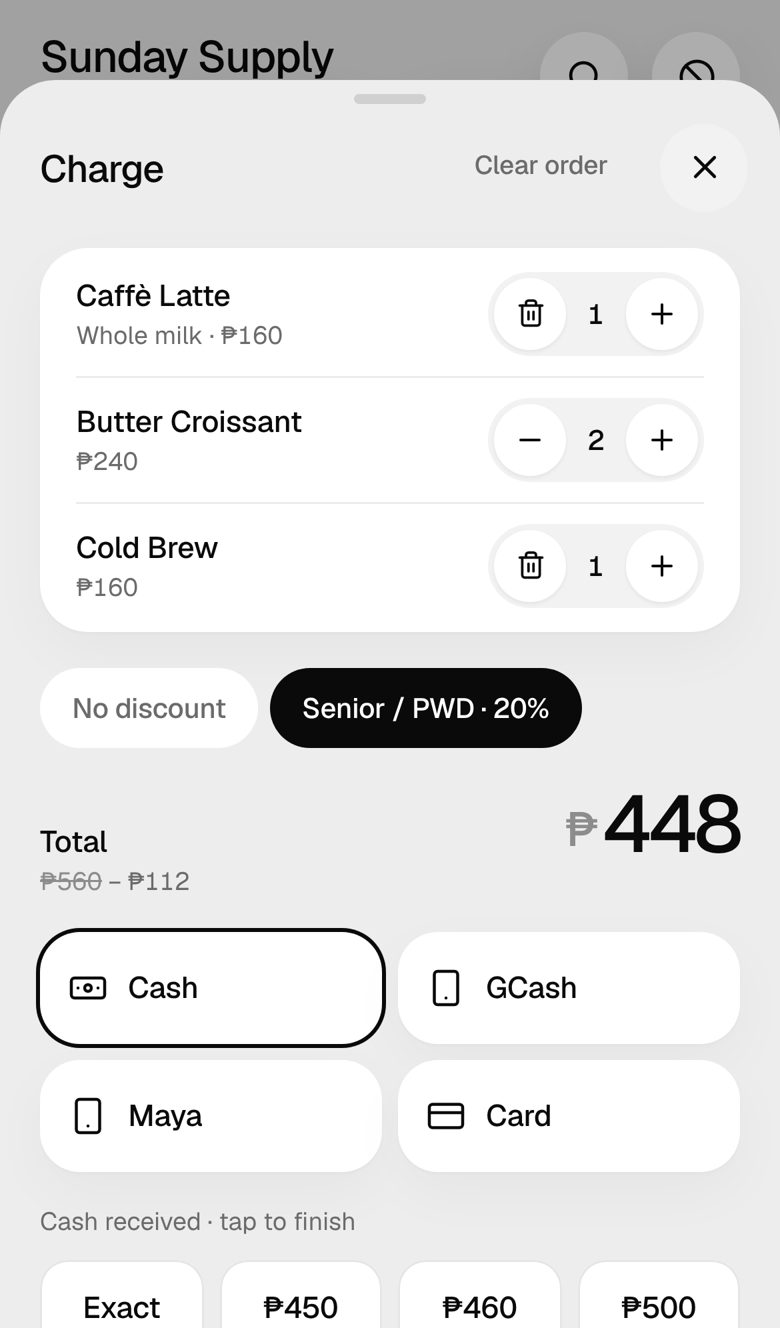 Sunday Supply
Charge
Clear order
Caffè Latte
Whole milk · ₱160
1
Butter Croissant
₱240
2
Cold Brew
₱160
1
No discount
Senior / PWD · 20%
Total
₱448
₱560 – ₱112
Cash
GCash
Maya
Card
Cash received · tap to finish
Exact
₱450
₱460
₱500